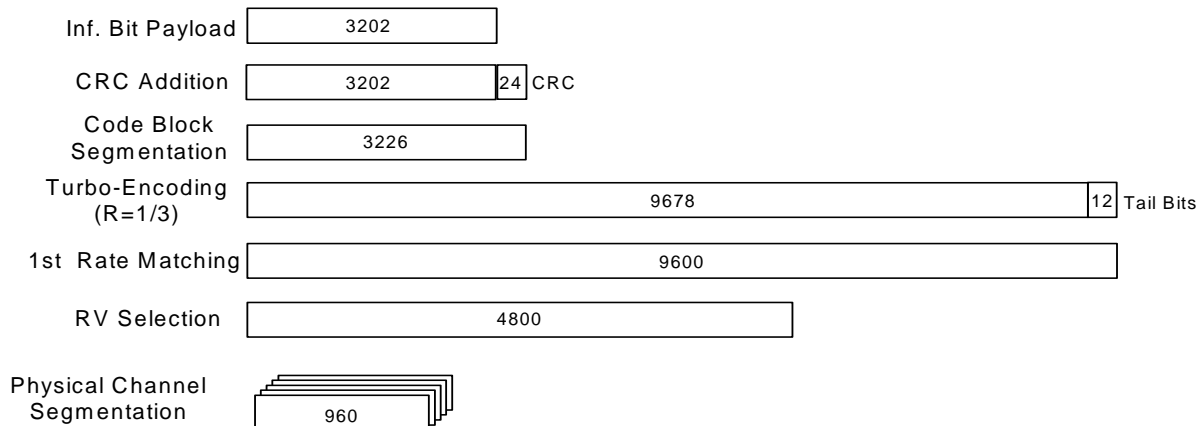 Inf. Bit Payload 3202
CRC Addition 3202 24 CRC
Code Block
Segmentation 3226
Turbo-Encoding
(R=1/3) 9678 12 Tail Bits
1st Rate Matching 9600
RV Selection 4800
Physical Channel
Segmentation 960